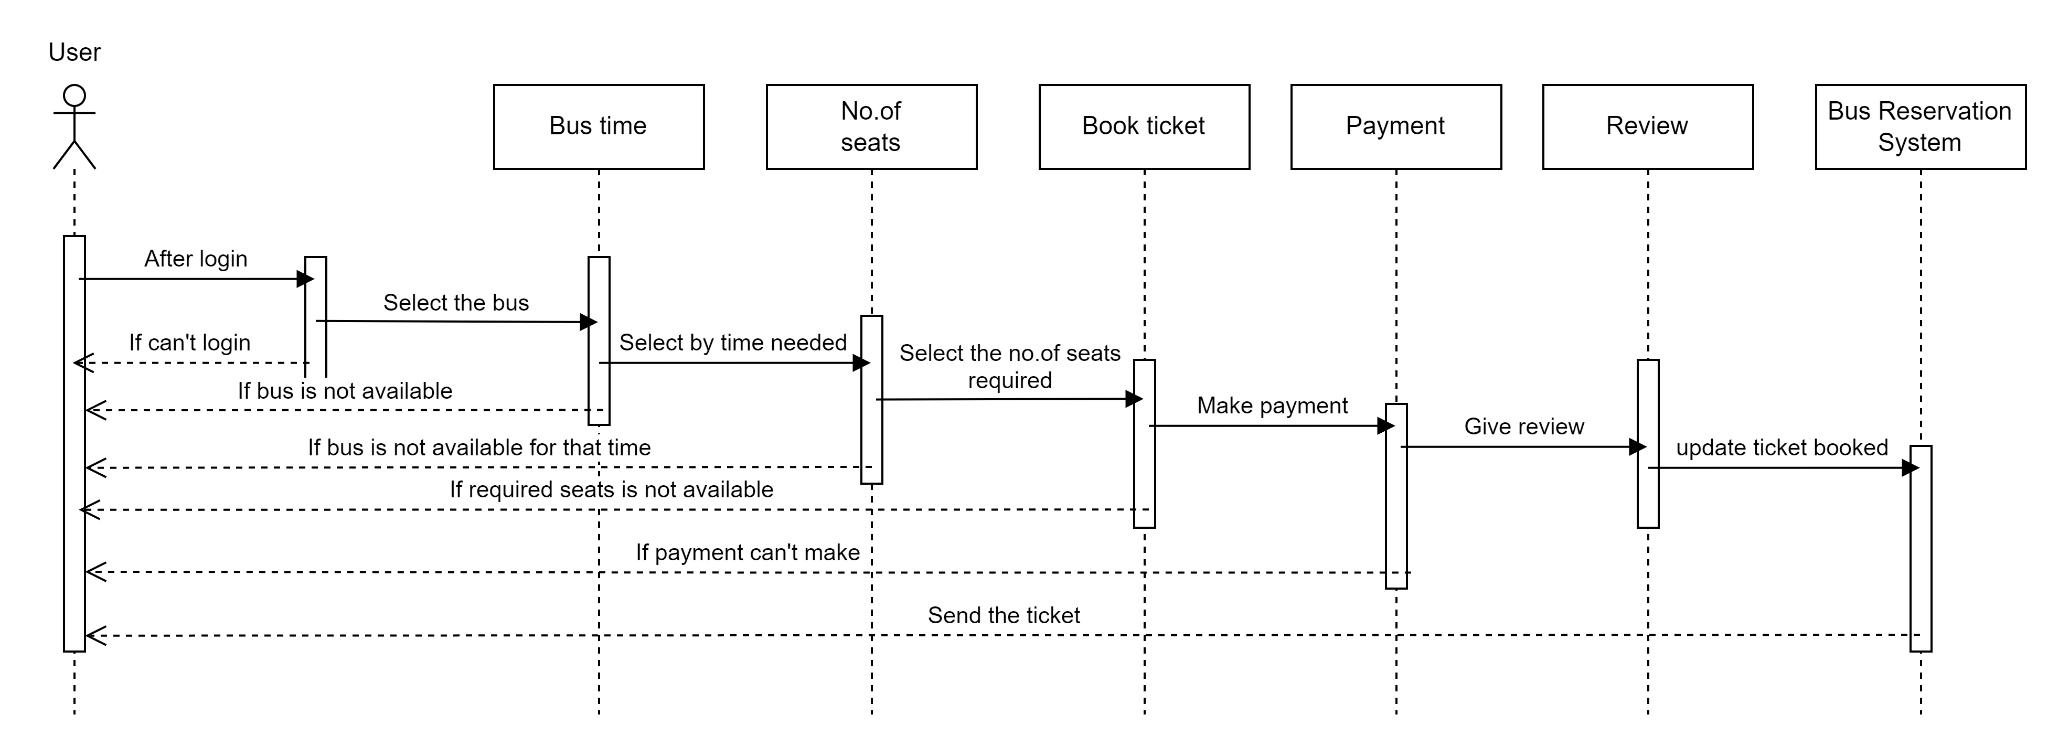 User
Bus time
No.of
seats
Book ticket
Payment
Review
Bus Reservation
System
After login
Select the bus
If can't login
Select by time needed
Select the no.of seats
required
If bus is not available
Make payment
Give review
If bus is not available for that time
update ticket booked
If required seats is not available
If payment can't make
Send the ticket